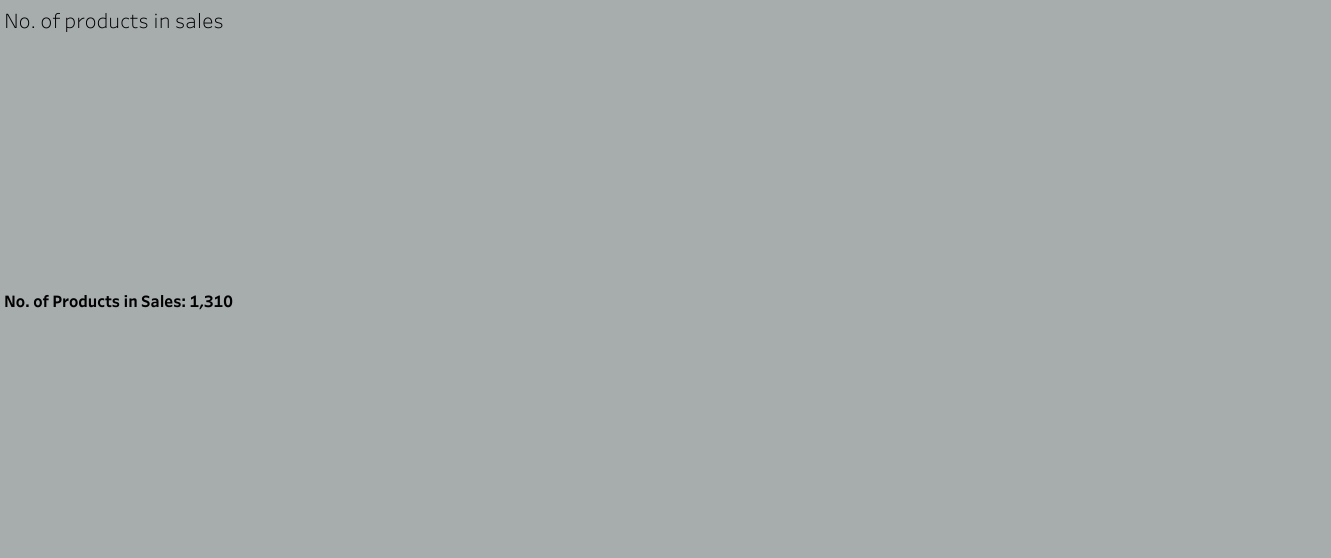 No. of products in sales
No. of Products in Sales: 1,310